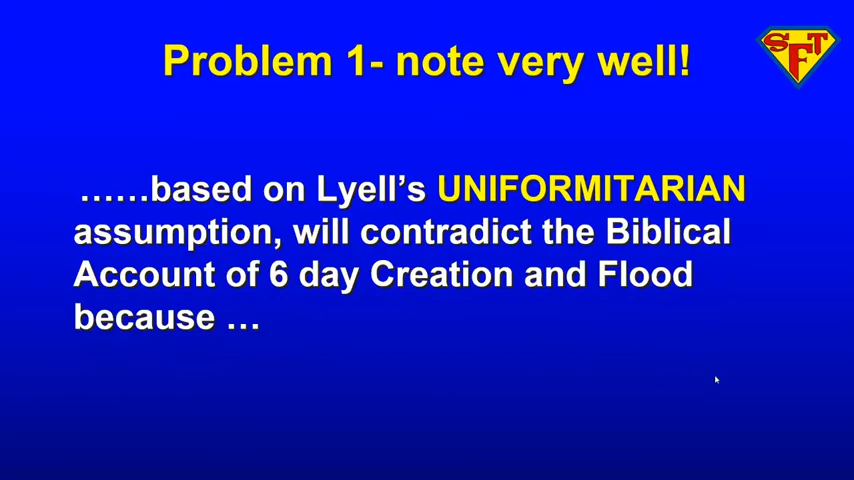 Problem 1- note very well!
SFT
……based on Lyell’s UNIFORMITARIAN
assumption, will contradict the Biblical
Account of 6 day Creation and Flood
because …